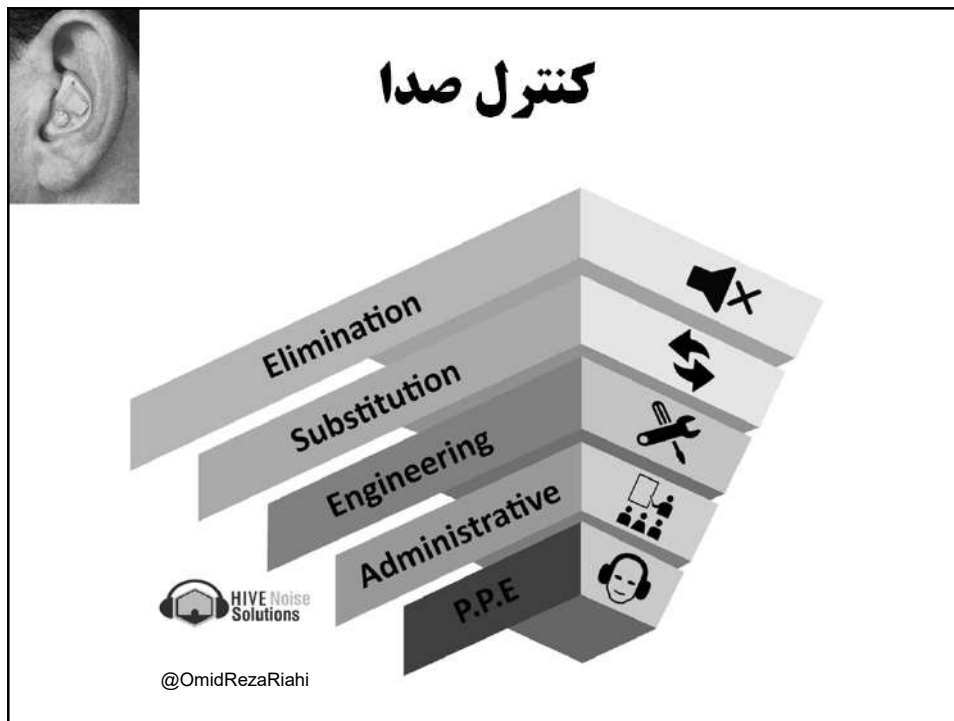 کنترل صدا
Elimination
Substitution
Engineering
Administrative
P.P.E
HIVE Noise
Solutions
@OmidRezaRiahi